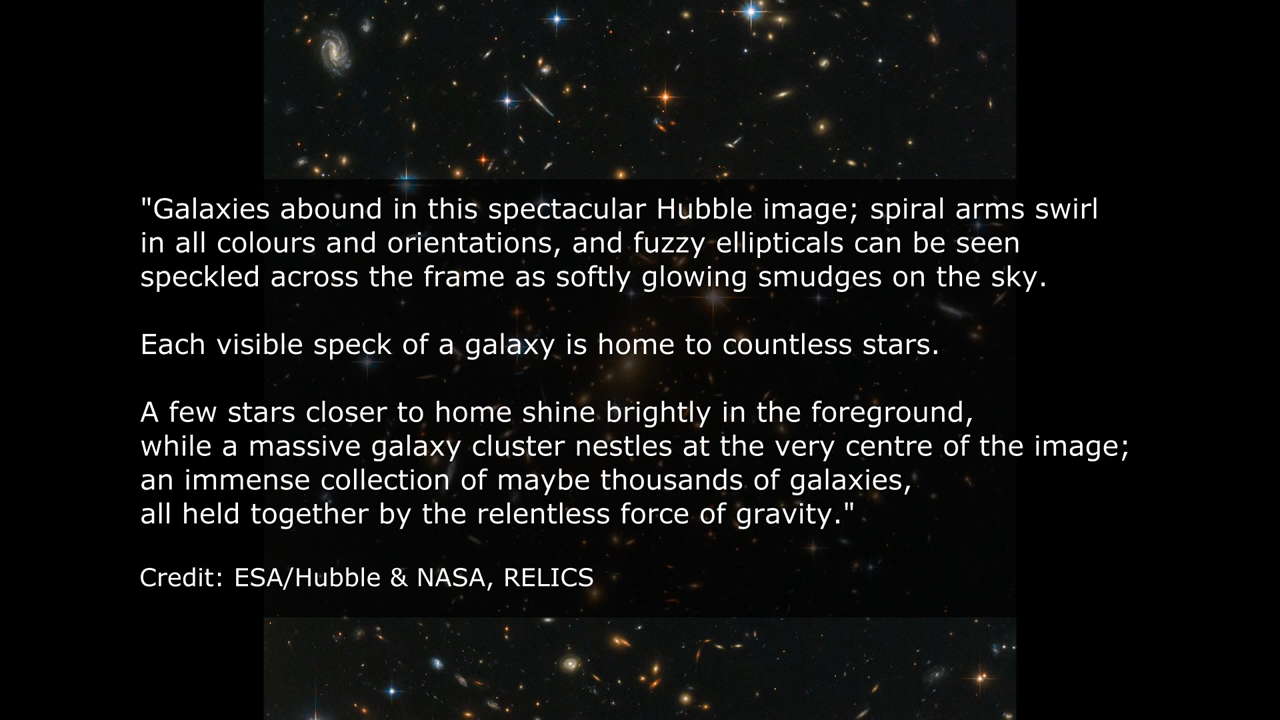 "Galaxies abound in this spectacular Hubble image; spiral arms swirl
in all colours and orientations, and fuzzy ellipticals can be seen
speckled across the frame as softly glowing smudges on the sky.
Each visible speck of a galaxy is home to countless stars.
A few stars closer to home shine brightly in the foreground,
while a massive galaxy cluster nestles at the very centre of the image;
an immense collection of maybe thousands of galaxies,
all held together by the relentless force of gravity."
Credit: ESA/Hubble & NASA, RELICS